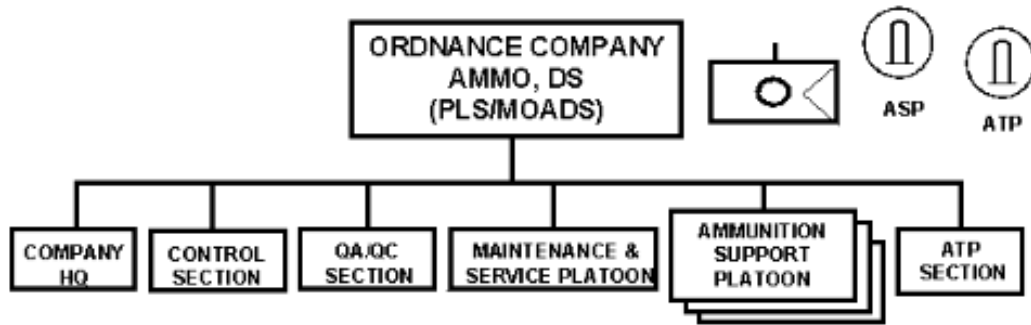 ORDNANCE COMPANY
AMMO, DS
(PLS/MOADS)
ASP
ATP
COMPANY
HQ
CONTROL
SECTION
QA/QC
SECTION
MAINTENANCE &
SERVICE PLATOON
AMMUNITION
SUPPORT
PLATOON
ATP
SECTION